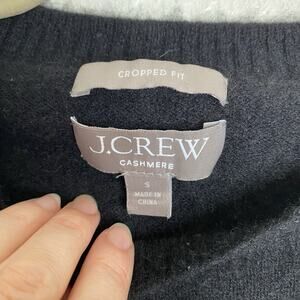 CROPPED FIT
J.CREW
CASHMERE
S
MADE IN
CHINA